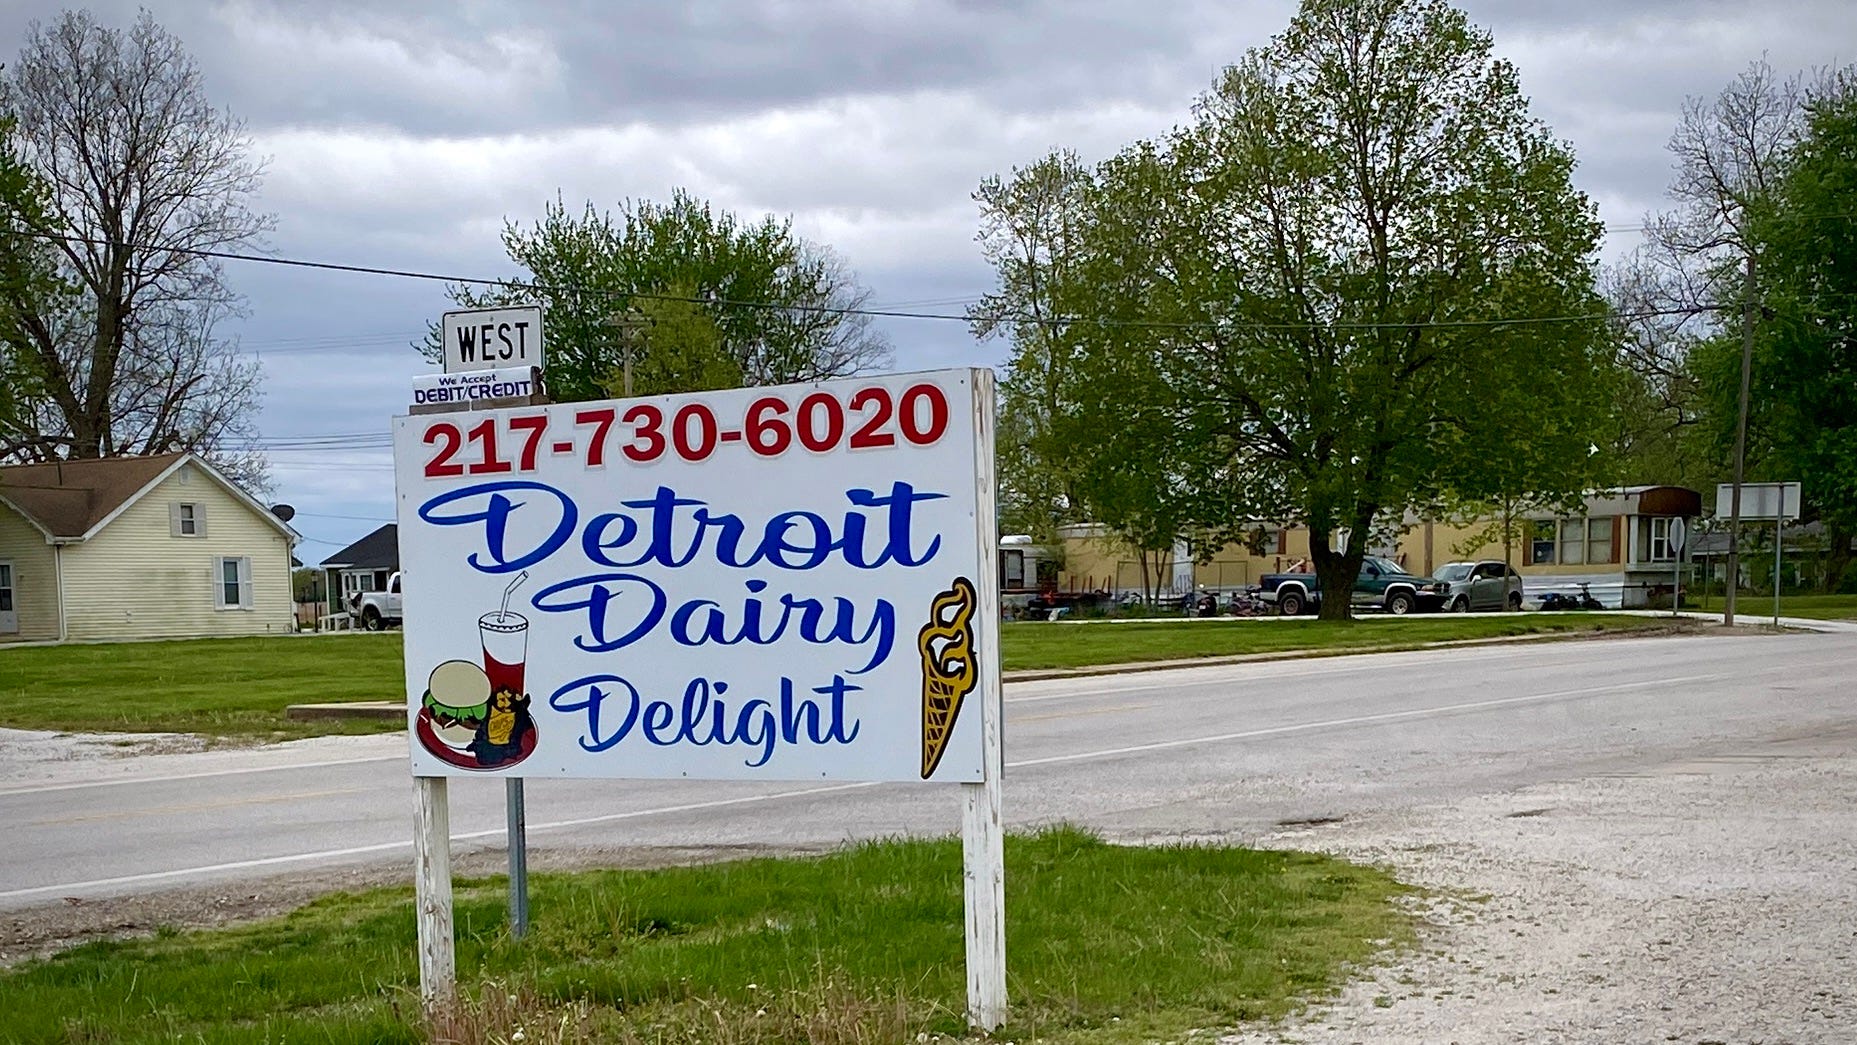 WEST
We Accept
DEBIT/CREDIT
217-730-6020
Detroit
Dairy
Delight